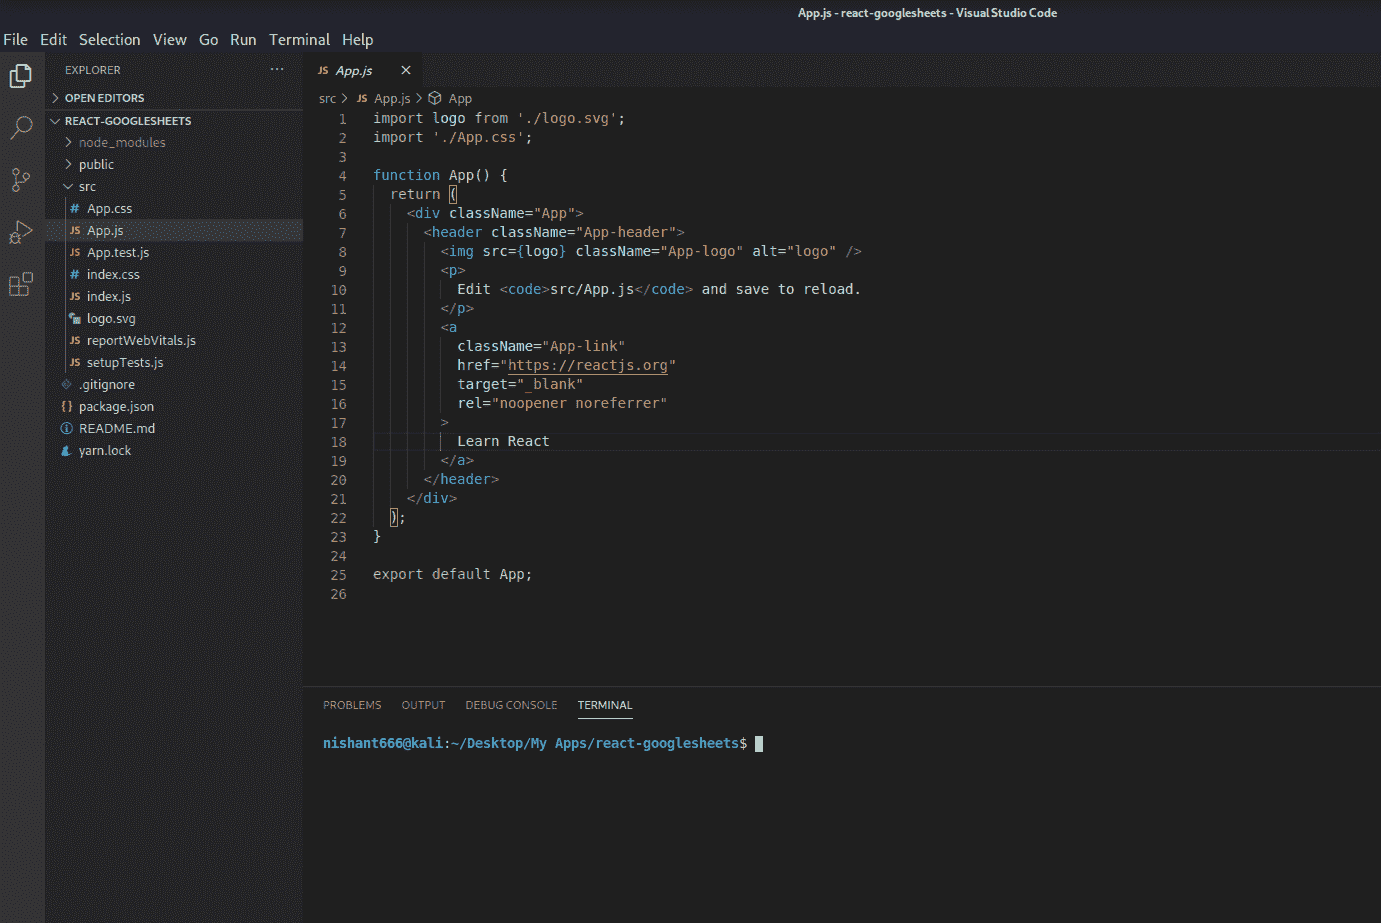 App.js - react-googlesheets - Visual Studio Code
File Edit Selection View Go Run Terminal Help
EXPLORER ...
OPEN EDITORS
REACT-GOOGLESHEETS
node_modules
public
src
# App.css
JS App.js
JS App.test.js
# index.css
JS index.js
logo.svg
JS reportWebVitals.js
JS setupTests.js
.gitignore
{} package.json
README.md
yarn.lock
JS App.js ×
src > JS App.js > App
1 import logo from './logo.svg';
2 import './App.css';
3
4 function App() {
5 return (
6 <div className="App">
7 <header className="App-header">
8 <img src={logo} className="App-logo" alt="logo" />
9 <p>
10 Edit <code>src/App.js</code> and save to reload.
11 </p>
12 <a
13 className="App-link"
14 href="https://reactjs.org"
15 target="_blank"
16 rel="noopener noreferrer"
17 >
18 Learn React
19 </a>
20 </header>
21 </div>
22 );
23 }
24
25 export default App;
26
PROBLEMS OUTPUT DEBUG CONSOLE TERMINAL
nishant666@kali:~/Desktop/My Apps/react-googlesheets$